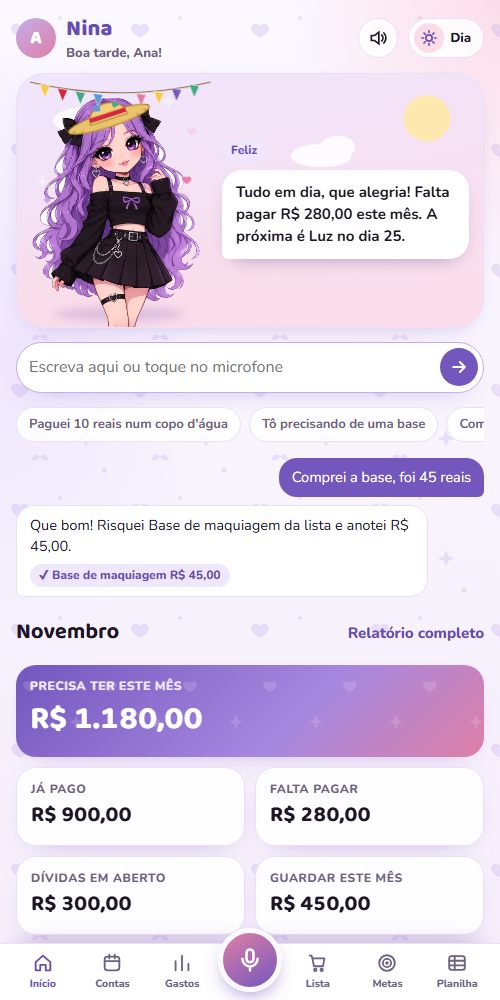 A
Nina
Boa tarde, Ana!
Dia
Feliz
Tudo em dia, que alegria! Falta
pagar R$ 280,00 este mês. A
próxima é Luz no dia 25.
Escreva aqui ou toque no microfone
Paguei 10 reais num copo d'água
Tô precisando de uma base
Com
Comprei a base, foi 45 reais
Que bom! Risquei Base de maquiagem da lista e anotei R$
45,00.
✓ Base de maquiagem R$ 45,00
Novembro
Relatório completo
PRECISA TER ESTE MÊS
R$ 1.180,00
JÁ PAGO
R$ 900,00
FALTA PAGAR
R$ 280,00
DÍVIDAS EM ABERTO
R$ 300,00
GUARDAR ESTE MÊS
R$ 450,00
Início
Contas
Gastos
Lista
Metas
Planilha